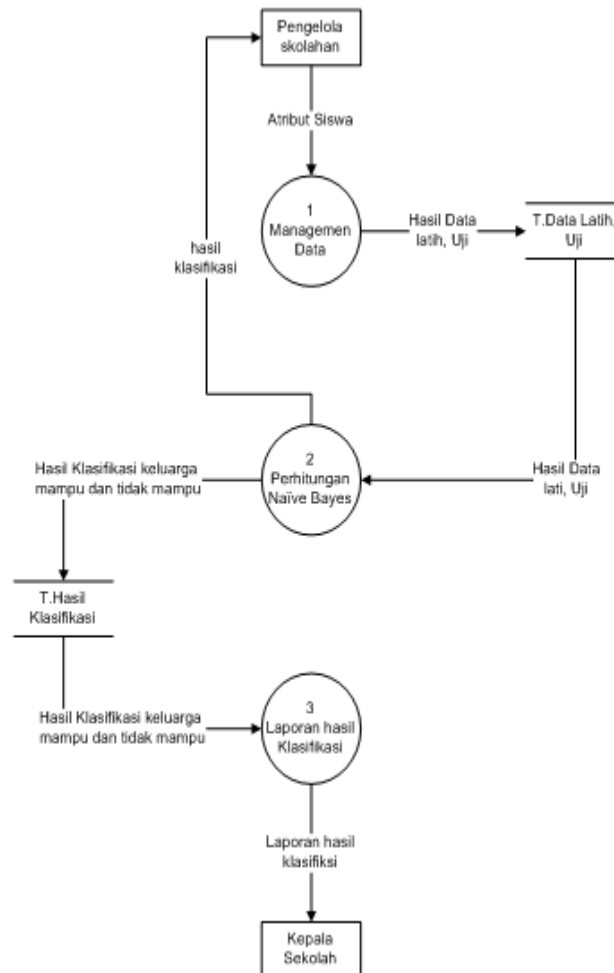 Pengelola
skolahan
Atribut Siswa
1
Managemen
Data
Hasil Data
latih, Uji
T.Data Latih,
Uji
hasil
klasifikasi
Hasil Klasifikasi keluarga
mampu dan tidak mampu
2
Perhitungan
Naïve Bayes
Hasil Data
lati, Uji
T.Hasil
Klasifikasi
Hasil Klasifikasi keluarga
mampu dan tidak mampu
3
Laporan hasil
Klasifikasi
Laporan hasil
klasifiksi
Kepala
Sekolah